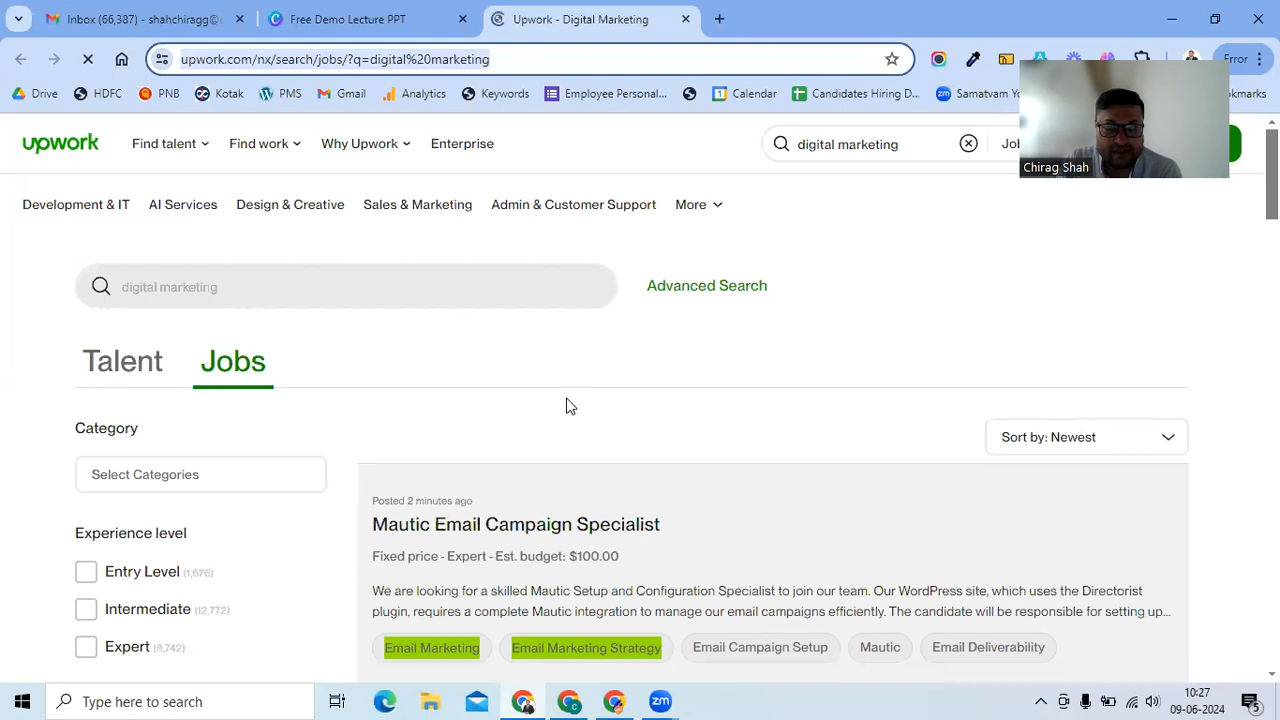 Inbox (66,387) - shahchiragg@g
Free Demo Lecture PPT
Upwork - Digital Marketing
upwork.com/nx/search/jobs/?q=digital%20marketing
Error
Drive
HDFC
PNB
Kotak
PMS
Gmail
Analytics
Keywords
Employee Personal...
Calendar
Candidates Hiring D...
Samatvam Yo
okmarks
upwork
Find talent
Find work
Why Upwork
Enterprise
digital marketing
Jo
Chirag Shah
Development & IT
AI Services
Design & Creative
Sales & Marketing
Admin & Customer Support
More
digital marketing
Advanced Search
Talent
Jobs
Category
Sort by: Newest
Select Categories
Posted 2 minutes ago
Mautic Email Campaign Specialist
Experience level
Fixed price - Expert - Est. budget: $100.00
Entry Level (1,676)
We are looking for a skilled Mautic Setup and Configuration Specialist to join our team. Our WordPress site, which uses the Directorist
Intermediate (12,772)
plugin, requires a complete Mautic integration to manage our email campaigns efficiently. The candidate will be responsible for setting up...
Expert (8,742)
Email Marketing
Email Marketing Strategy
Email Campaign Setup
Mautic
Email Deliverability
Type here to search
10:27
09-06-2024
5